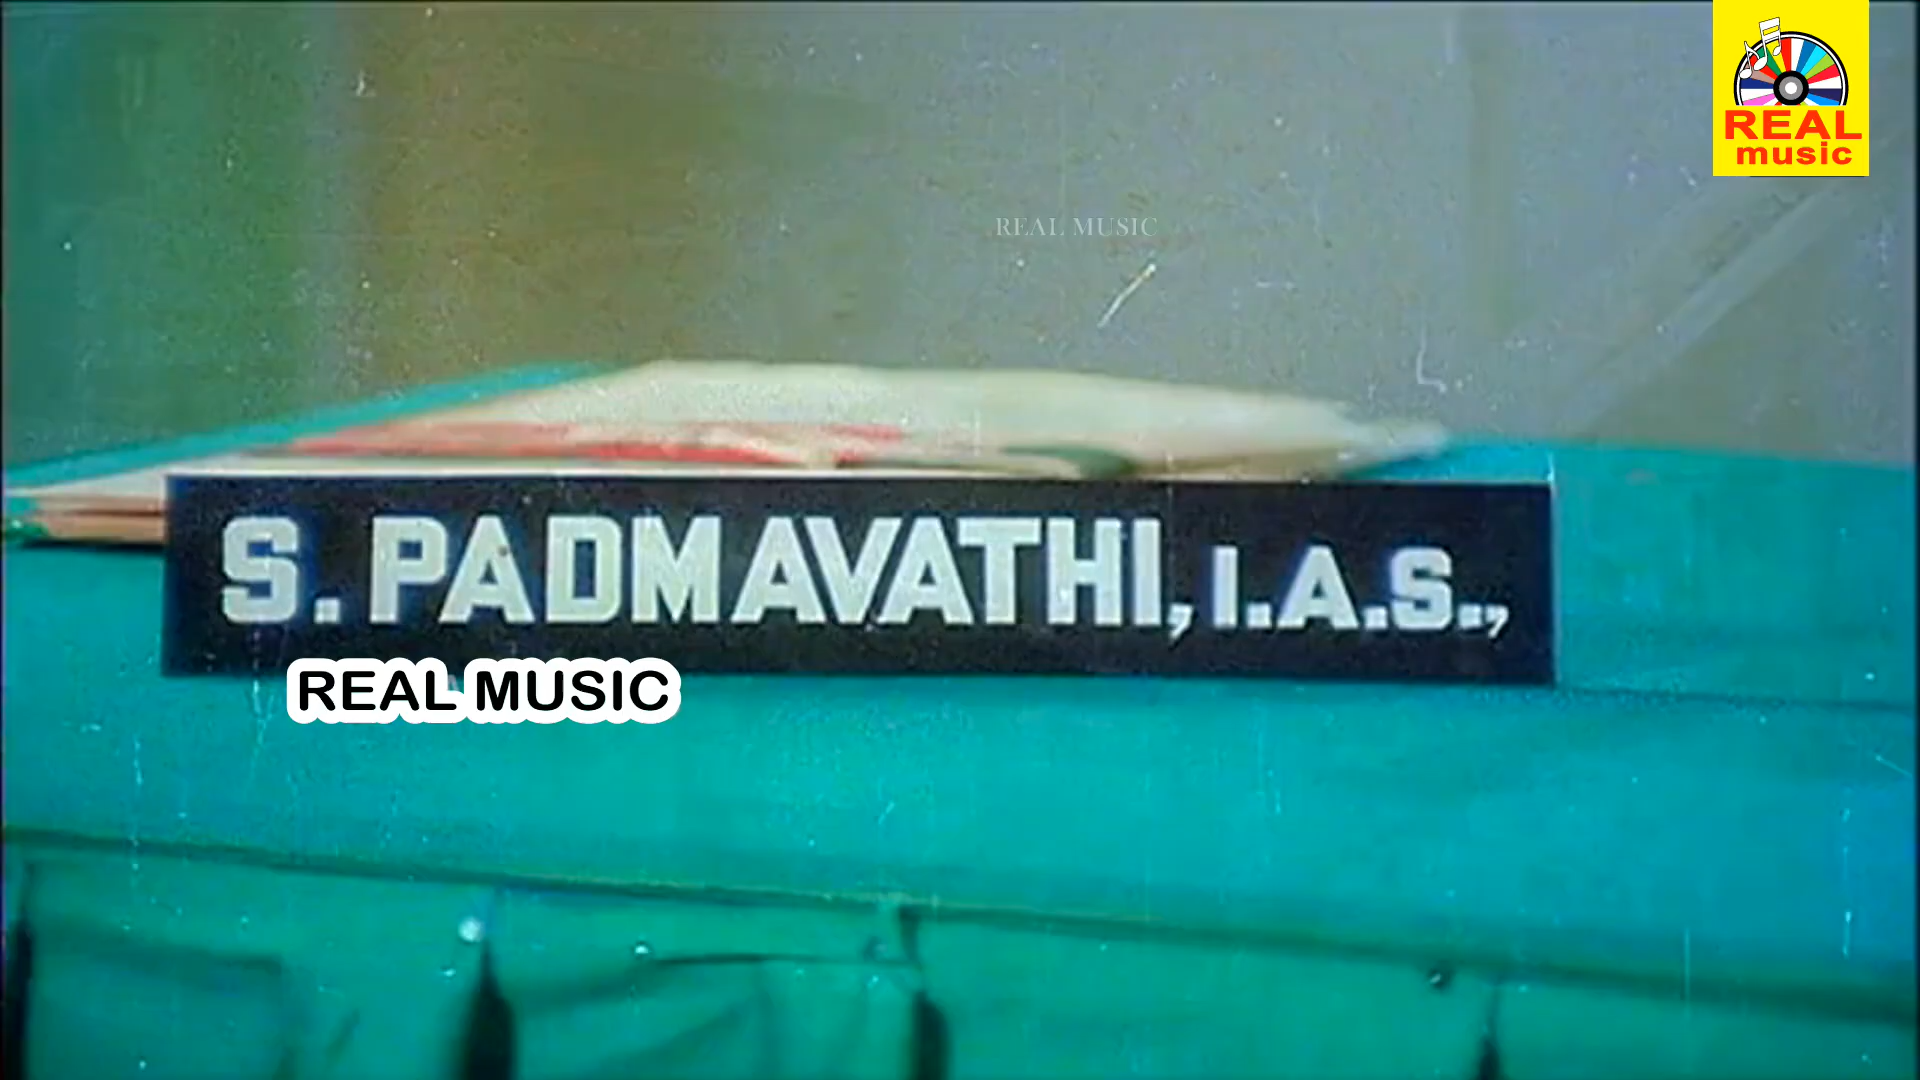 REAL
music
REAL MUSIC
S. PADMAVATHI, I.A.S.,
REAL MUSIC